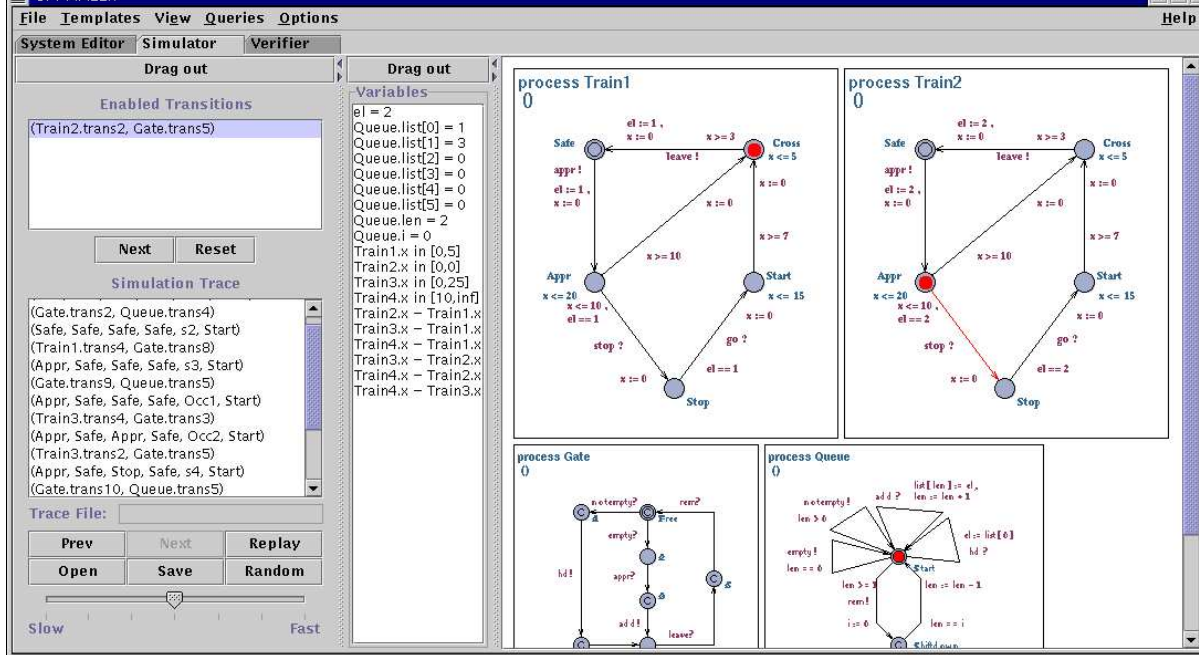 File Templates View Queries Options Help
System Editor Simulator Verifier
Drag out
Enabled Transitions
(Train2.trans2, Gate.trans5)
Next Reset
Simulation Trace
(Gate.trans2, Queue.trans4)
(Safe, Safe, Safe, Safe, s2, Start)
(Train1.trans4, Gate.trans8)
(Appr, Safe, Safe, Safe, s3, Start)
(Gate.trans9, Queue.trans5)
(Appr, Safe, Safe, Safe, Occ1, Start)
(Train3.trans4, Gate.trans3)
(Appr, Safe, Appr, Safe, Occ2, Start)
(Train3.trans2, Gate.trans5)
(Appr, Safe, Stop, Safe, s4, Start)
(Gate.trans10, Queue.trans5)
Trace File:
Prev Next Replay
Open Save Random
Slow Fast
Drag out
Variables
el = 2
Queue.list[0] = 1
Queue.list[1] = 3
Queue.list[2] = 0
Queue.list[3] = 0
Queue.list[4] = 0
Queue.list[5] = 0
Queue.len = 2
Queue.i = 0
Train1.x in [0,5]
Train2.x in [0,0]
Train3.x in [0,25]
Train4.x in [10,inf]
Train2.x - Train1.x
Train3.x - Train1.x
Train4.x - Train1.x
Train3.x - Train2.x
Train4.x - Train2.x
Train4.x - Train3.x
process Train1
()
el := 1 ,
x := 0
x >= 3
Safe
Cross
x <= 5
leave !
appr !
el := 1 ,
x := 0
x := 0
x := 0
x >= 7
x >= 10
Appr
x <= 20
Start
x <= 15
x <= 10 ,
el == 1
x := 0
stop ?
go ?
el == 1
x := 0
Stop
process Train2
()
el := 2 ,
x := 0
x >= 3
Safe
Cross
x <= 5
leave !
appr !
el := 2 ,
x := 0
x := 0
x := 0
x >= 7
x >= 10
Appr
x <= 20
Start
x <= 15
x <= 10 ,
el == 2
x := 0
stop ?
go ?
el == 2
x := 0
Stop
process Gate
()
notempty?
rem?
Free
empty?
hd !
appr?
add !
leave?
process Queue
()
list[ len ] := el ,
len := len + 1
notempty !
add ?
len > 0
el := list[ 0 ]
hd ?
empty !
len == 0
Start
len := len - 1
rem !
i := 0
len == i
Shiftdown